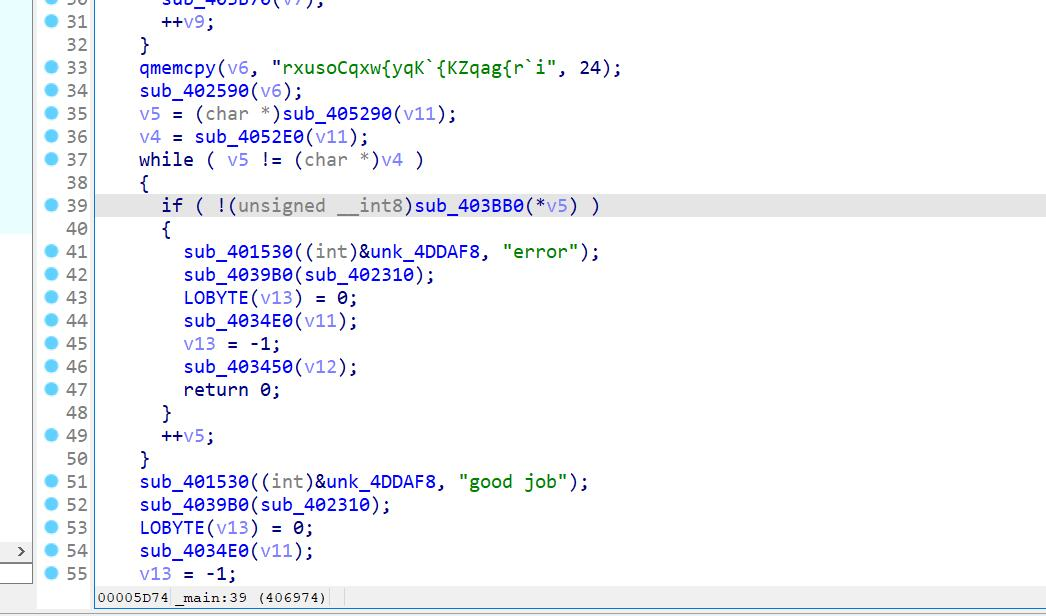 31 ++v9;
32 }
33 qmemcpy(v6, "rxusoCqxw{yqK`{KZqag{r`i", 24);
34 sub_402590(v6);
35 v5 = (char *)sub_405290(v11);
36 v4 = sub_4052E0(v11);
37 while ( v5 != (char *)v4 )
38 {
39 if ( !(unsigned __int8)sub_403BB0(*v5) )
40 {
41 sub_401530((int)&unk_4DDAF8, "error");
42 sub_4039B0(sub_402310);
43 LOBYTE(v13) = 0;
44 sub_4034E0(v11);
45 v13 = -1;
46 sub_403450(v12);
47 return 0;
48 }
49 ++v5;
50 }
51 sub_401530((int)&unk_4DDAF8, "good job");
52 sub_4039B0(sub_402310);
53 LOBYTE(v13) = 0;
54 sub_4034E0(v11);
55 v13 = -1;
00005D74 _main:39 (406974)